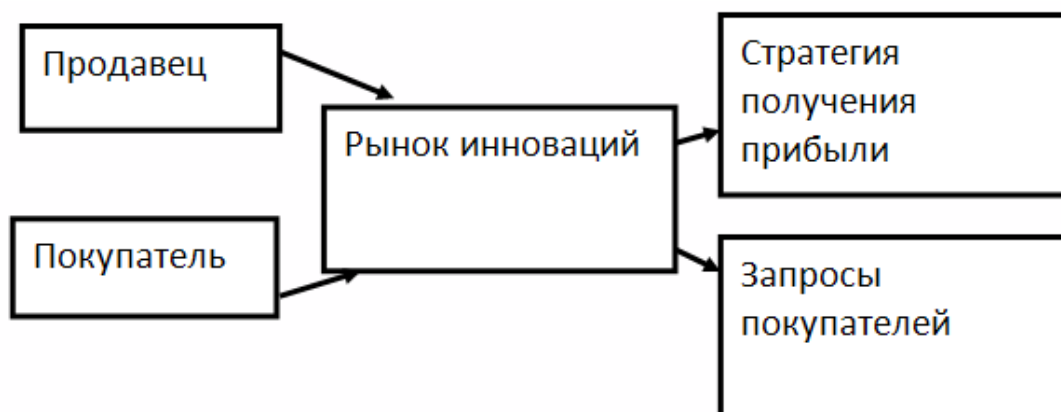 Продавец
Покупатель
Рынок инноваций
Стратегия
получения
прибыли
Запросы
покупателей